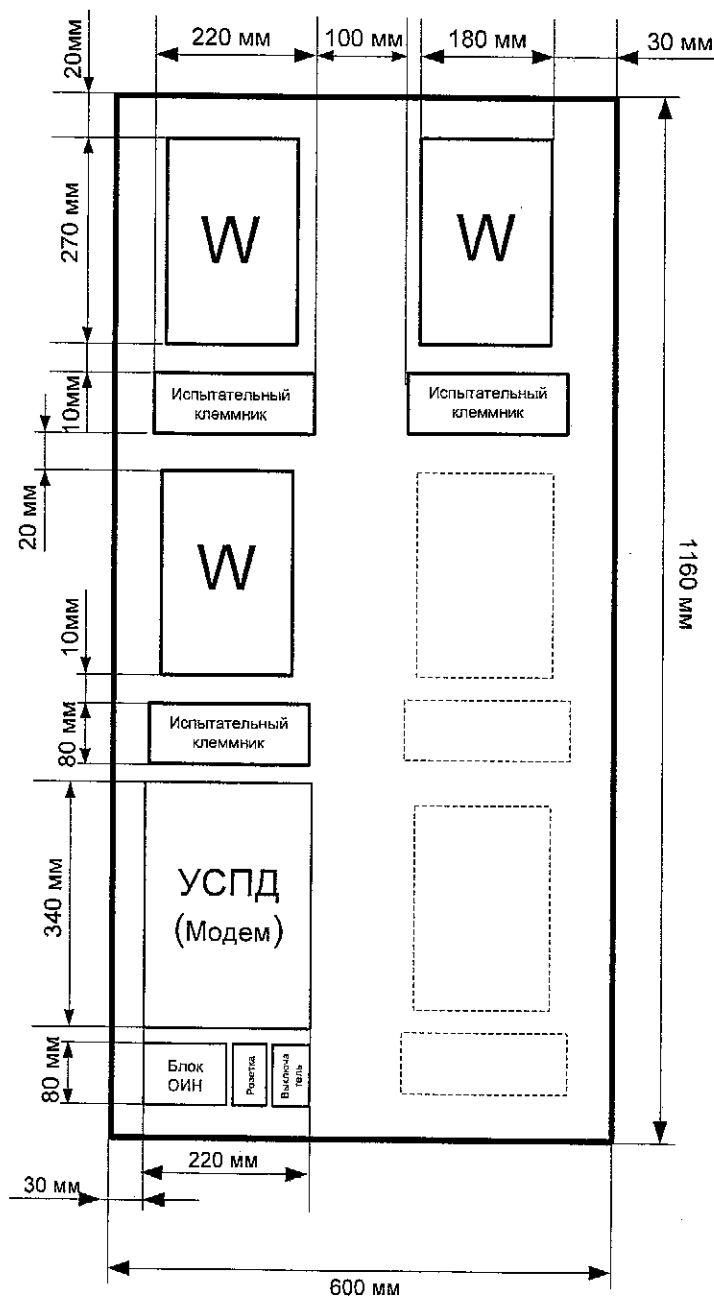 220 мм
100 мм
180 мм
30 мм
20мм
W
W
270 мм
Испытательный
клеммник
Испытательный
клеммник
10мм
20 мм
W
1160 мм
10мм
Испытательный
клеммник
80 мм
УСПД
(Модем)
340 мм
Блок
ОИН
Розетка
Выключа
тель
80 мм
220 мм
30 мм
600 мм